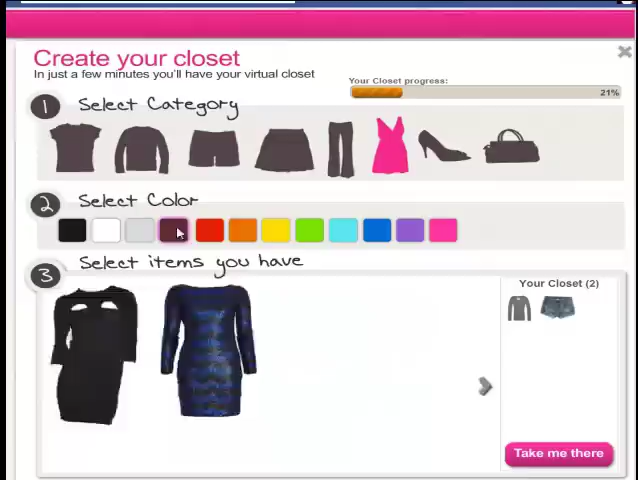 Create your closet
In just a few minutes you'll have your virtual closet
Your Closet progress:
21%
1 Select Category
2 Select Color
3 Select items you have
Your Closet (2)
Take me there